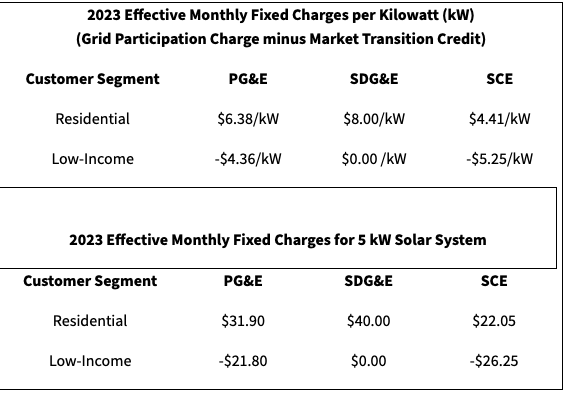 2023 Effective Monthly Fixed Charges per Kilowatt (kW)
(Grid Participation Charge minus Market Transition Credit)
Customer Segment PG&E SDG&E SCE
Residential $6.38/kW $8.00/kW $4.41/kW
Low-Income -$4.36/kW $0.00 /kW -$5.25/kW
2023 Effective Monthly Fixed Charges for 5 kW Solar System
Customer Segment PG&E SDG&E SCE
Residential $31.90 $40.00 $22.05
Low-Income -$21.80 $0.00 -$26.25